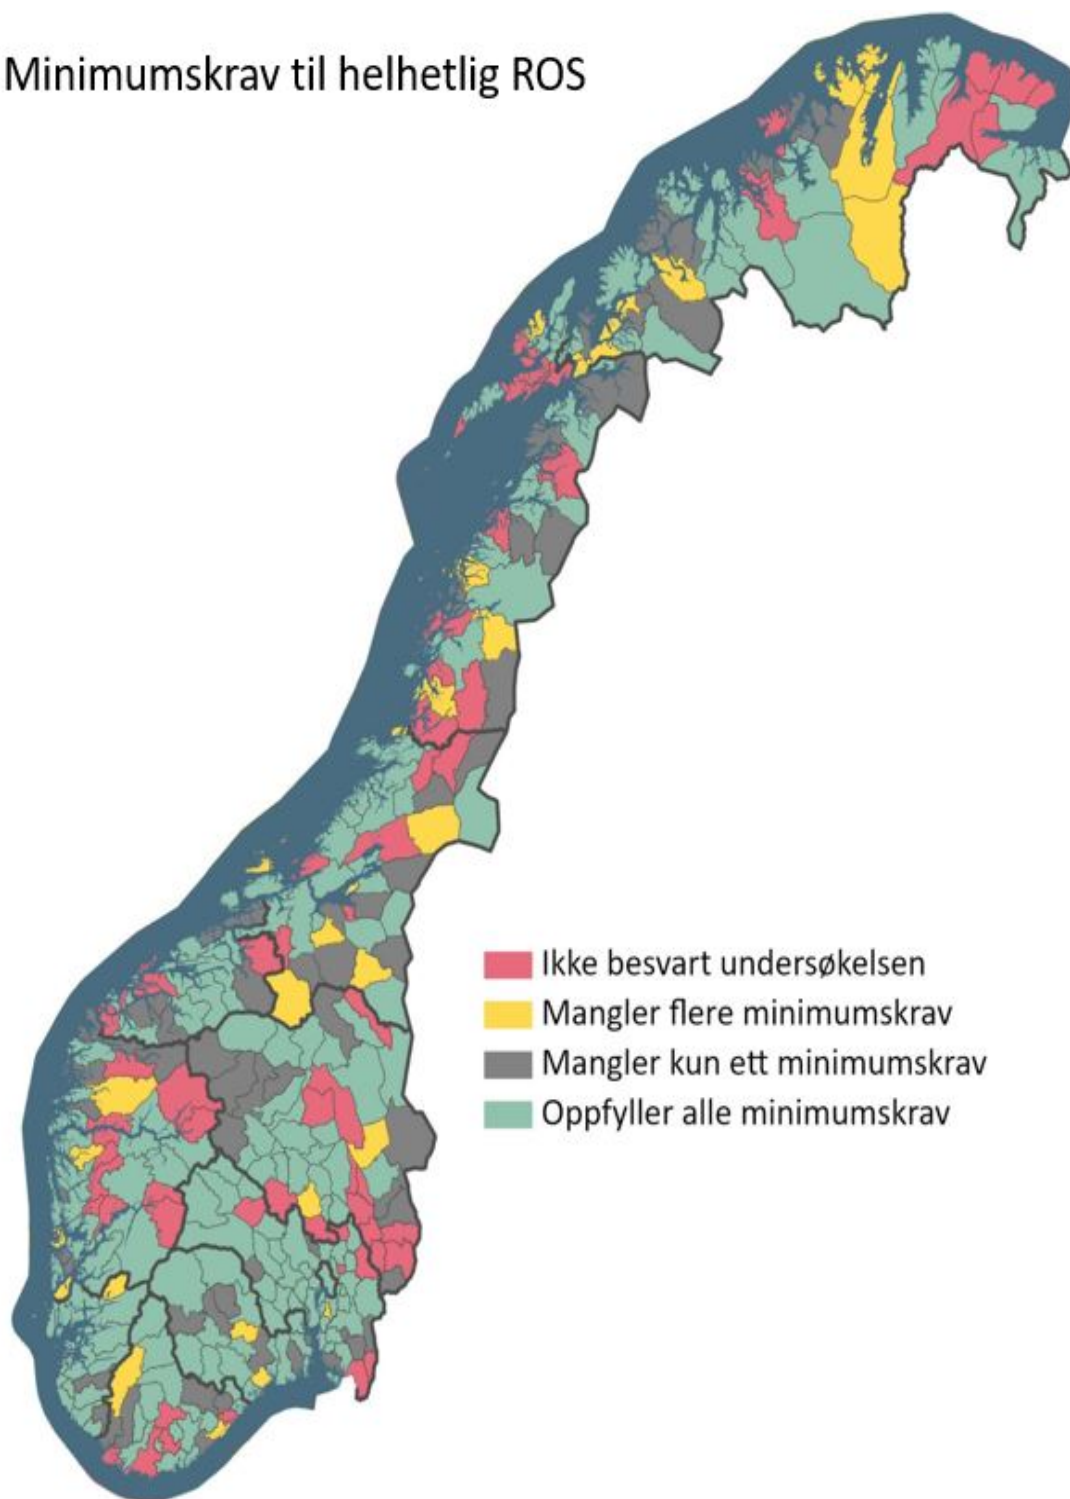 Minimumskrav til helhetlig ROS
Ikke besvart undersøkelsen
Mangler flere minimumskrav
Mangler kun ett minimumskrav
Oppfyller alle minimumskrav